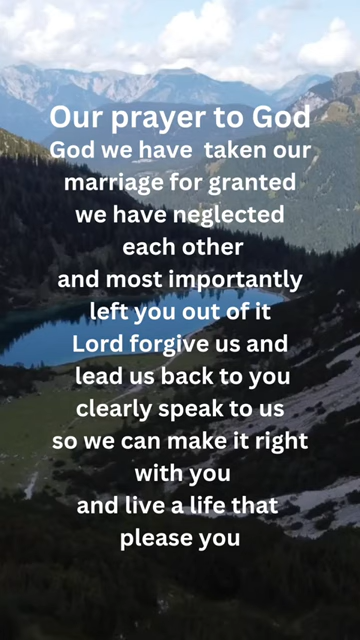 Our prayer to God
God we have taken our
marriage for granted
we have neglected
each other
and most importantly
left you out of it
Lord forgive us and
lead us back to you
clearly speak to us
so we can make it right
with you
and live a life that
please you